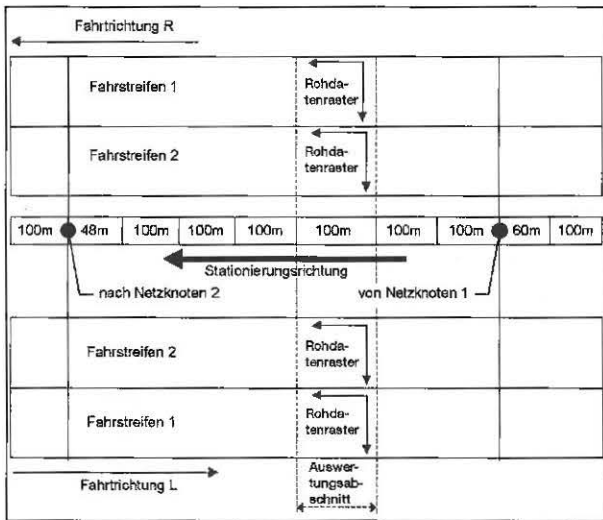 Fahrtrichtung R
Fahrstreifen 1
Rohda-
tenraster
Fahrstreifen 2
Rohda-
tenraster
100m 48m 100m 100m 100m 100m 100m 100m 60m 100m
Stationierungsrichtung
nach Netzknoten 2
von Netzknoten 1
Fahrstreifen 2
Rohda-
tenraster
Fahrstreifen 1
Rohda-
tenraster
Fahrtrichtung L
Auswer-
tungsab-
schnitt